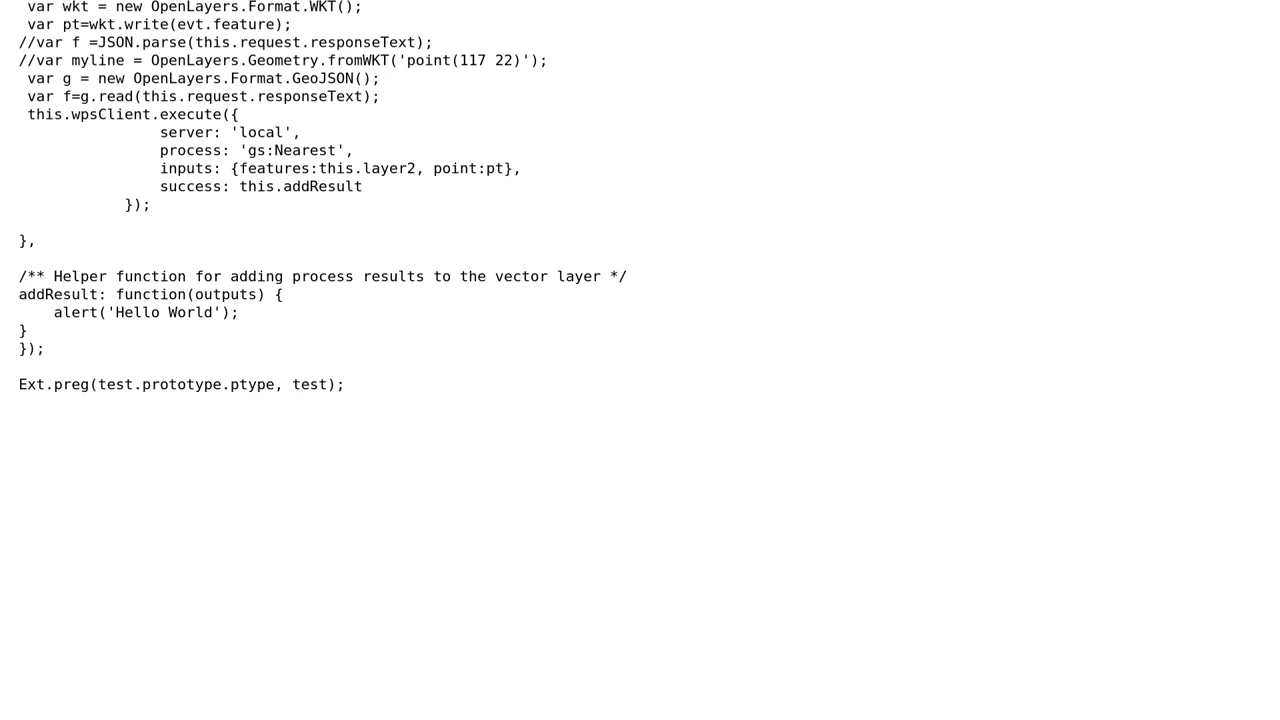 var wkt = new OpenLayers.Format.WKT();
var pt=wkt.write(evt.feature);
//var f =JSON.parse(this.request.responseText);
//var myline = OpenLayers.Geometry.fromWKT('point(117 22)');
var g = new OpenLayers.Format.GeoJSON();
var f=g.read(this.request.responseText);
this.wpsClient.execute({
server: 'local',
process: 'gs:Nearest',
inputs: {features:this.layer2, point:pt},
success: this.addResult
});
},
/** Helper function for adding process results to the vector layer */
addResult: function(outputs) {
alert('Hello World');
}
});
Ext.preg(test.prototype.ptype, test);